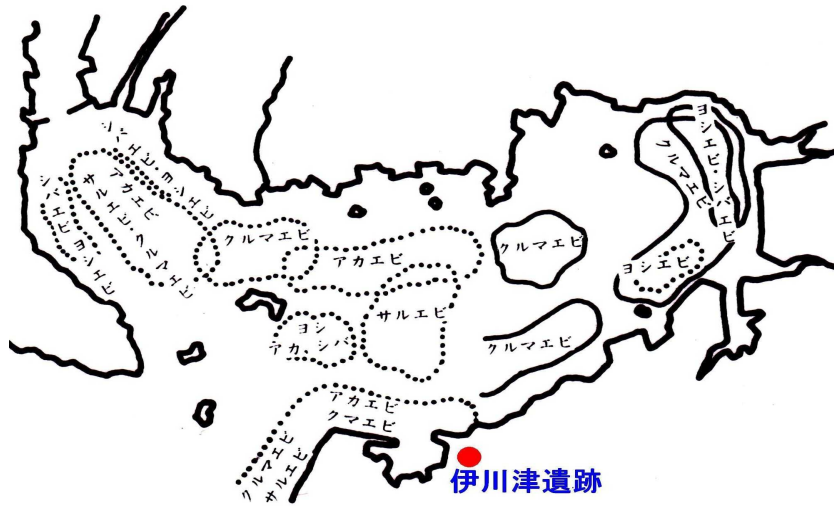 シバエビ・ヨシエビ
シバエビ・ヨシエビ
アカエビ
サルエビ・クルマエビ
クルマエビ
アカエビ
クルマエビ
ヨシエビ・シバエビ
クルマエビ
ヨシエビ
サルエビ
ヨシ
アカ、シバ
クルマエビ
アカエビ
クマエビ
クルマエビ
サルエビ
伊川津遺跡